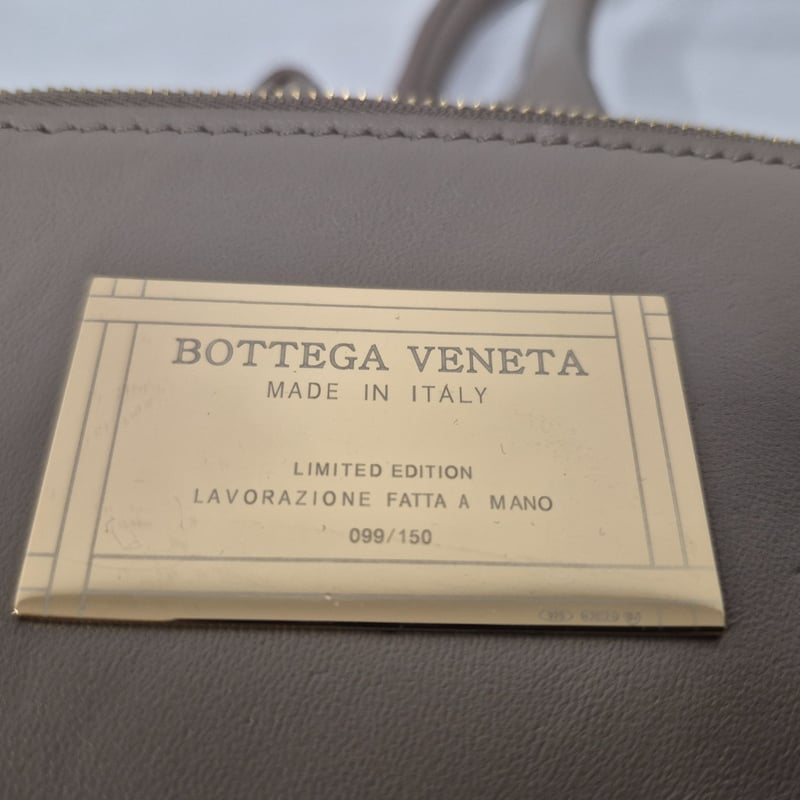 BOTTEGA VENETA
MADE IN ITALY
LIMITED EDITION
LAVORAZIONE FATTA A MANO
099/150